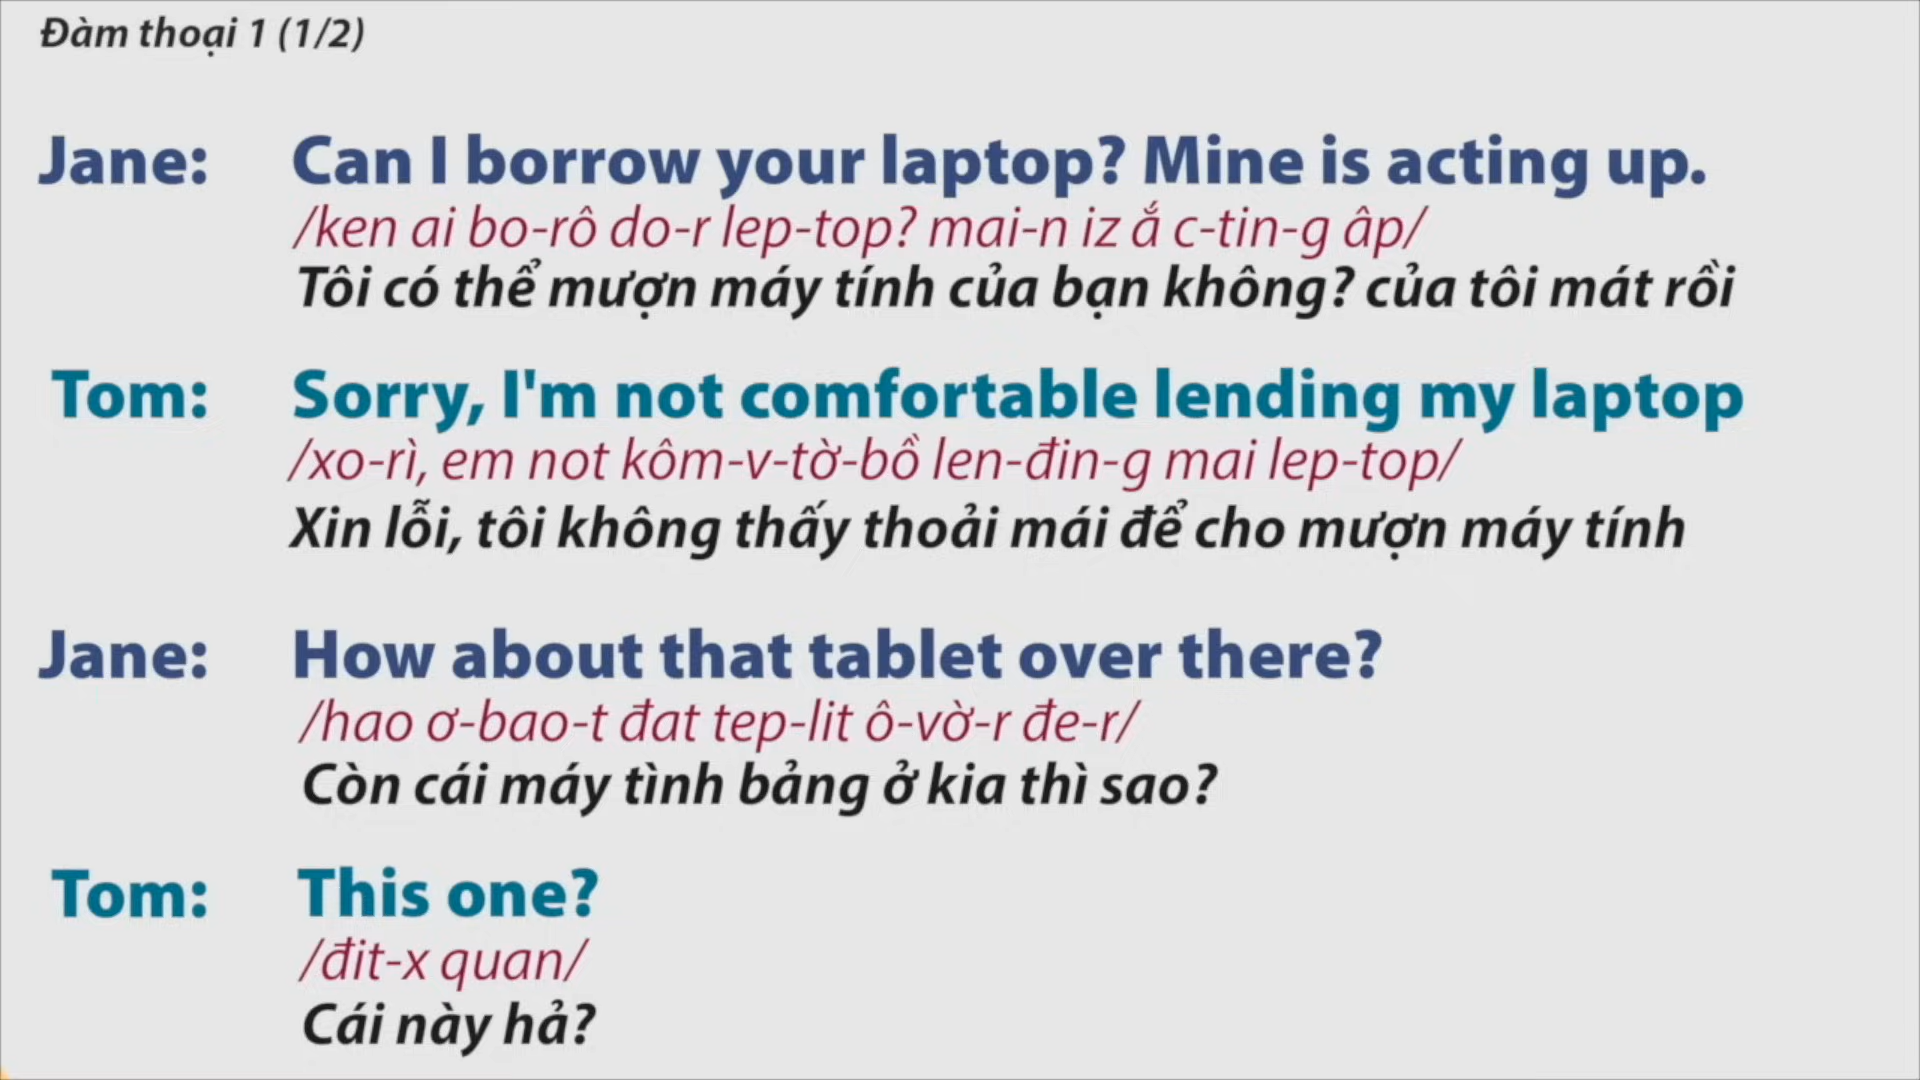 Đàm thoại 1 (1/2)
Jane: Can I borrow your laptop? Mine is acting up.
/ken ai bo-rô do-r lep-top? mai-n iz ắ c-tin-g âp/
Tôi có thể mượn máy tính của bạn không? của tôi mát rồi
Tom: Sorry, I'm not comfortable lending my laptop
/xo-rì, em not kôm-v-tờ-bồ len-đin-g mai lep-top/
Xin lỗi, tôi không thấy thoải mái để cho mượn máy tính
Jane: How about that tablet over there?
/hao ơ-bao-t đat tep-lit ô-vờ-r đe-r/
Còn cái máy tình bảng ở kia thì sao?
Tom: This one?
/đit-x quan/
Cái này hả?